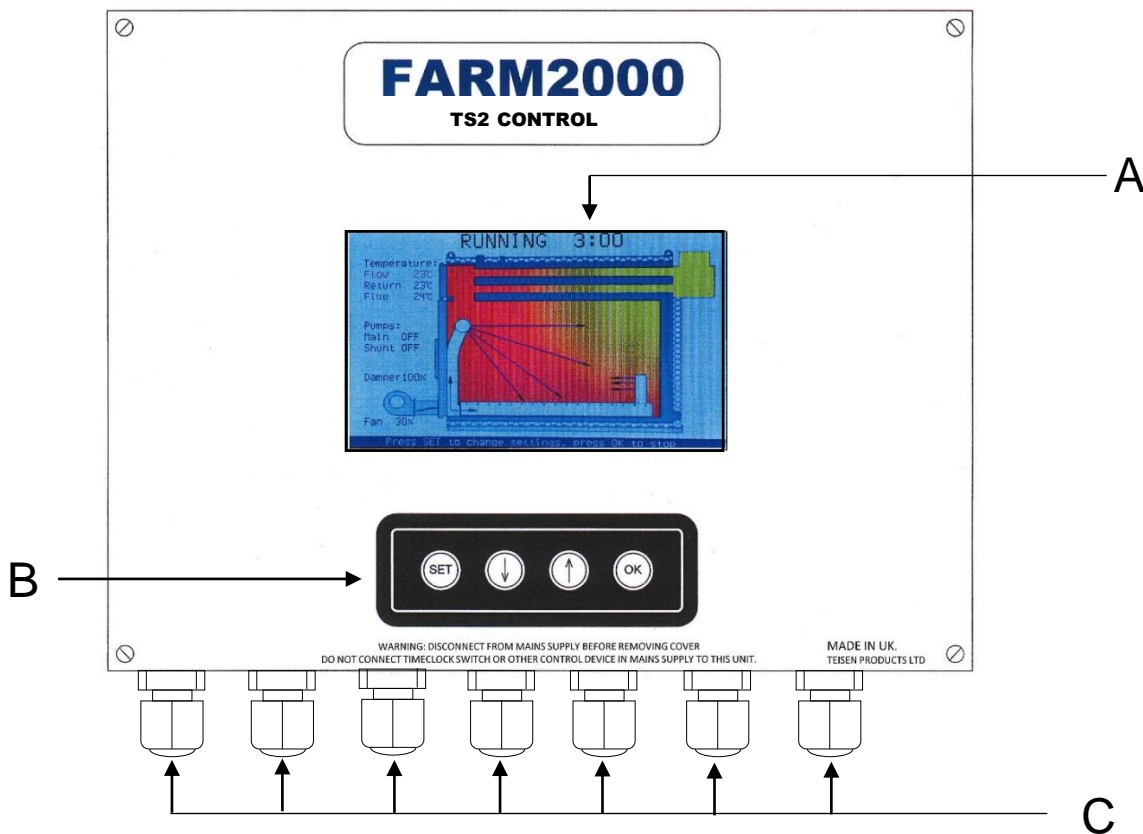 FARM2000
TS2 CONTROL
A
RUNNING 3:00
Temperature:
Flow 23℃
Return 23℃
Flue 24℃
Pumps:
Main OFF
Shunt OFF
Damper100%
Fan 30%
Press SET to change settings, press OK to stop
B
SET ↓ ↑ OK
WARNING: DISCONNECT FROM MAINS SUPPLY BEFORE REMOVING COVER
DO NOT CONNECT TIMECLOCK SWITCH OR OTHER CONTROL DEVICE IN MAINS SUPPLY TO THIS UNIT.
MADE IN UK.
TEISEN PRODUCTS LTD
C